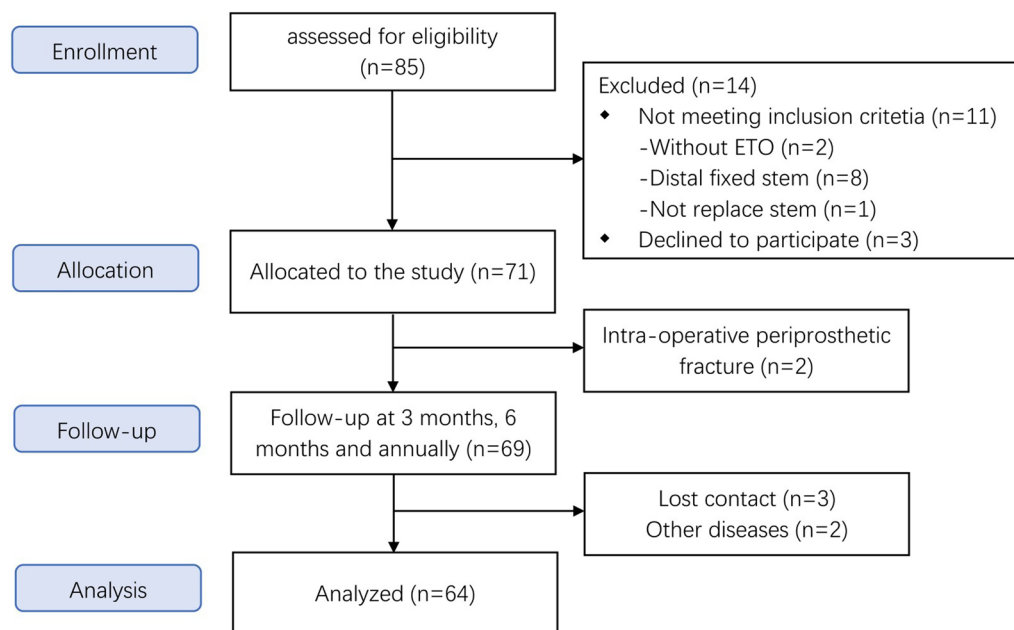 Enrollment
assessed for eligibility
(n=85)
Excluded (n=14)
◆ Not meeting inclusion critetia (n=11)
-Without ETO (n=2)
-Distal fixed stem (n=8)
-Not replace stem (n=1)
◆ Declined to participate (n=3)
Allocation
Allocated to the study (n=71)
Intra-operative periprosthetic
fracture (n=2)
Follow-up
Follow-up at 3 months, 6
months and annually (n=69)
Lost contact (n=3)
Other diseases (n=2)
Analysis
Analyzed (n=64)